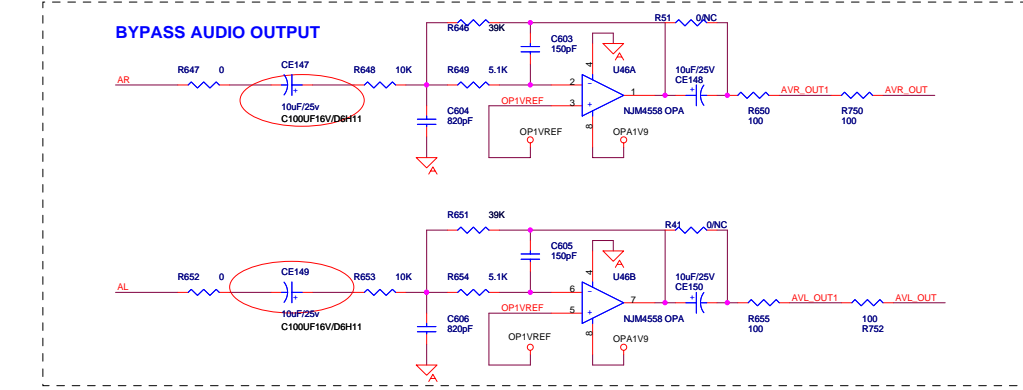 BYPASS AUDIO OUTPUT
R646 39K
R51 0/NC
C603
150pF
CE147
R647 0
R648 10K
R649 5.1K
U46A
10uF/25V
CE148
AR
4
2
3
1
8
10uF/25v
C100UF16V/D6H11
C604
820pF
OP1VREF
NJM4558 OPA
R650
100
AVR_OUT1
R750
100
AVR_OUT
OP1VREF
OPA1V9
A
A
R651 39K
R41 0/NC
C605
150pF
CE149
R652 0
R653 10K
R654 5.1K
U46B
10uF/25V
CE150
AL
4
6
5
7
8
10uF/25v
C100UF16V/D6H11
C606
820pF
OP1VREF
NJM4558 OPA
R655
100
AVL_OUT1
100
R752
AVL_OUT
OP1VREF
OPA1V9
A
A